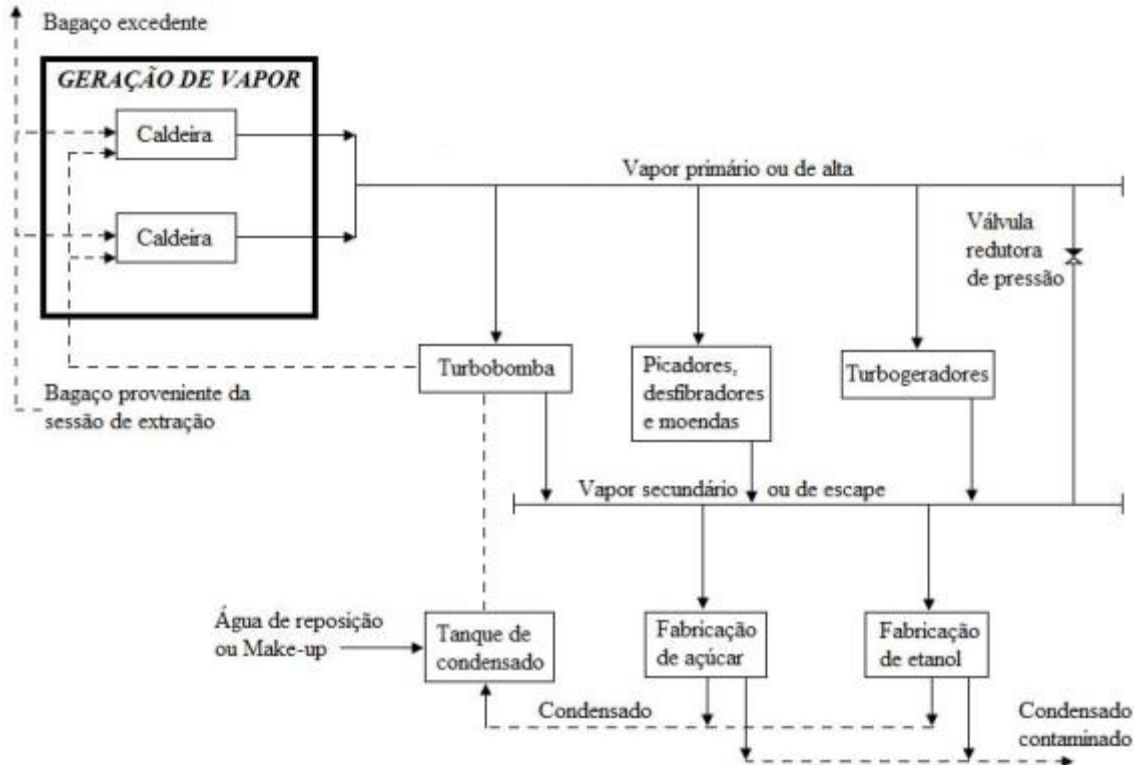 Bagaço excedente
GERAÇÃO DE VAPOR
Caldeira
Caldeira
Vapor primário ou de alta
Válvula
redutora
de pressão
Turbobomba
Picadores,
desfibradores
e moendas
Turbogeradores
Bagaço proveniente da
sessão de extração
Vapor secundário ou de escape
Água de reposição
ou Make-up
Tanque de
condensado
Fabricação
de açúcar
Fabricação
de etanol
Condensado
Condensado
contaminado